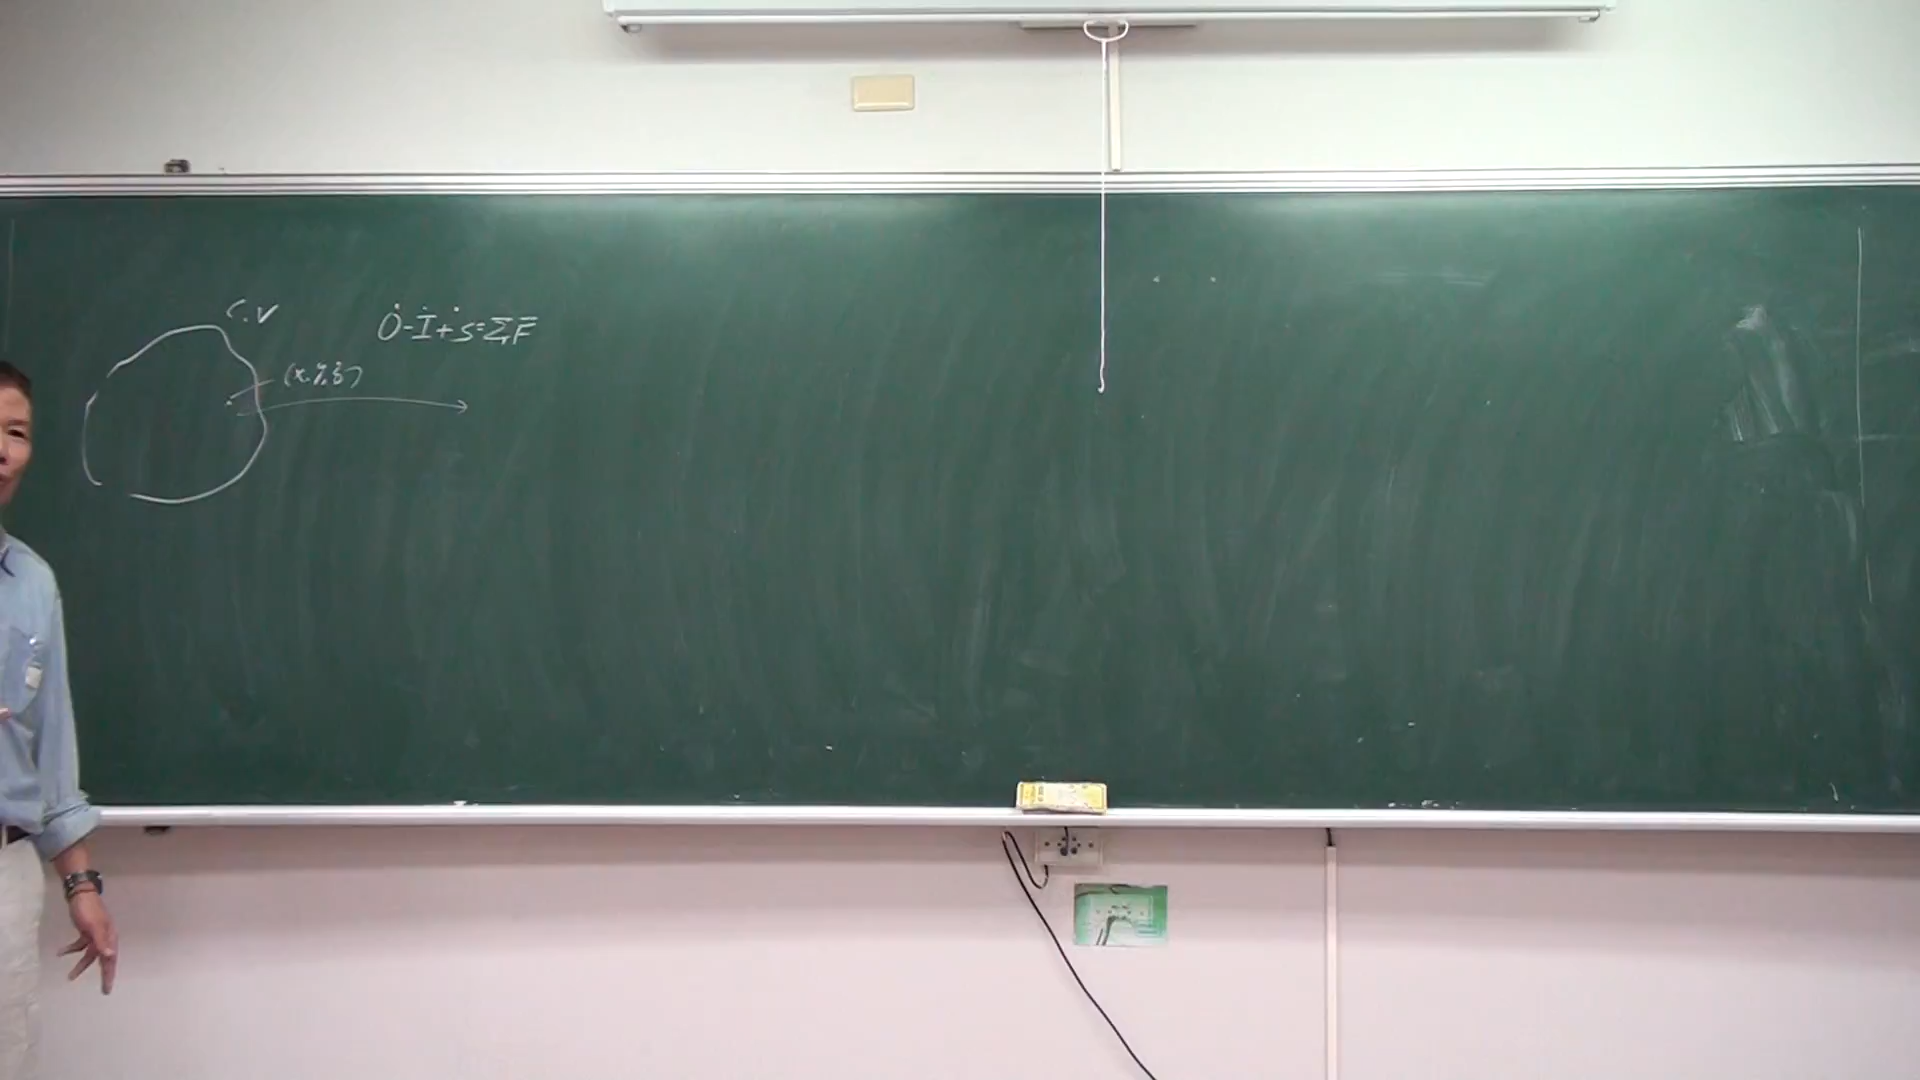 C.V
Ȯ-İ+Ṡ=ΣF̄
(x,y,z)